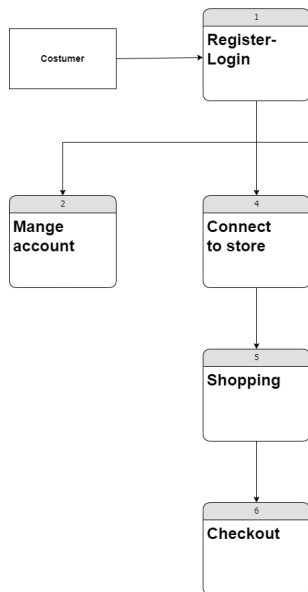 1
Costumer
Register-
Login
2
Mange
account
4
Connect
to store
5
Shopping
6
Checkout